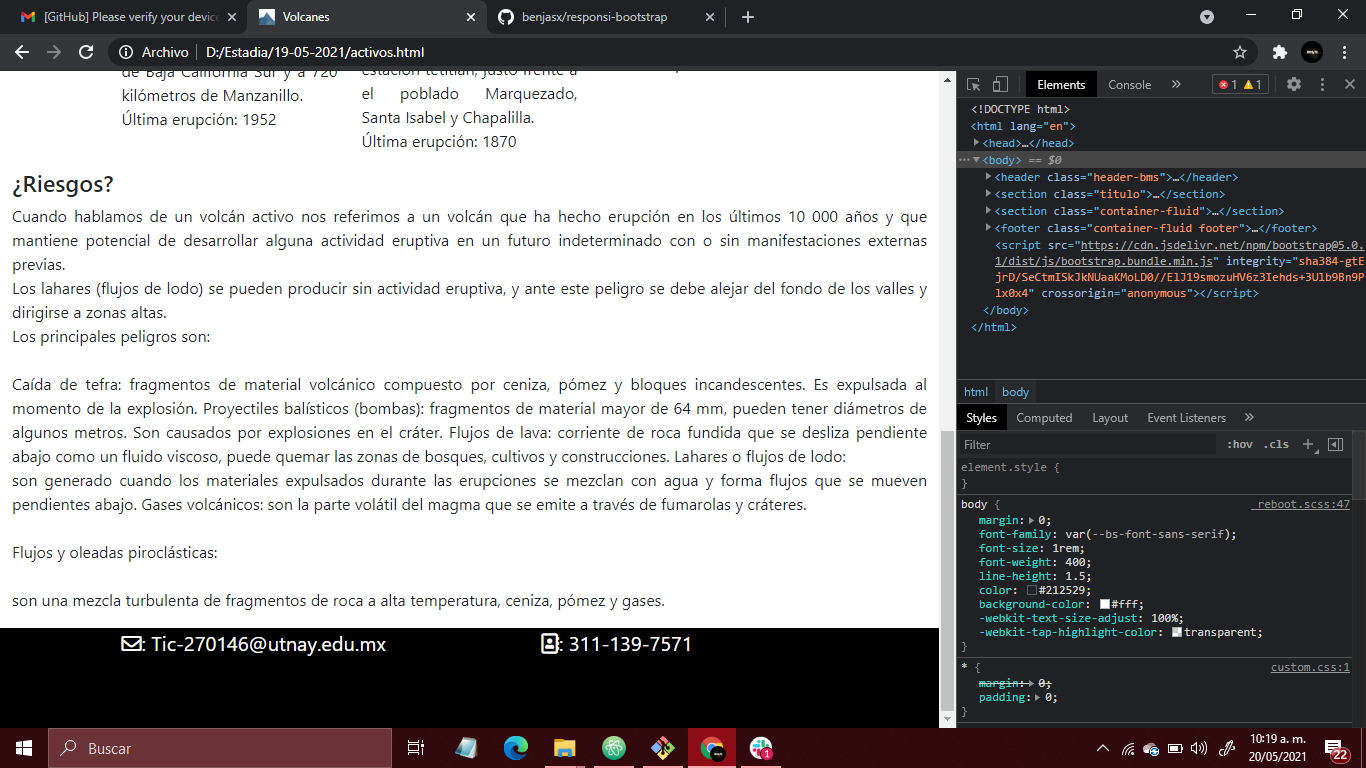 [GitHub] Please verify your device
Volcanes
benjasx/responsi-bootstrap
Archivo
D:/Estadia/19-05-2021/activos.html
de Baja California Sur y a 720
kilómetros de Manzanillo.
Última erupción: 1952
estación tetitlán, justo frente a
el poblado Marquezado,
Santa Isabel y Chapalilla.
Última erupción: 1870
¿Riesgos?
Cuando hablamos de un volcán activo nos referimos a un volcán que ha hecho erupción en los últimos 10 000 años y que
mantiene potencial de desarrollar alguna actividad eruptiva en un futuro indeterminado con o sin manifestaciones externas
previas.
Los lahares (flujos de lodo) se pueden producir sin actividad eruptiva, y ante este peligro se debe alejar del fondo de los valles y
dirigirse a zonas altas.
Los principales peligros son:
Caída de tefra: fragmentos de material volcánico compuesto por ceniza, pómez y bloques incandescentes. Es expulsada al
momento de la explosión. Proyectiles balísticos (bombas): fragmentos de material mayor de 64 mm, pueden tener diámetros de
algunos metros. Son causados por explosiones en el cráter. Flujos de lava: corriente de roca fundida que se desliza pendiente
abajo como un fluido viscoso, puede quemar las zonas de bosques, cultivos y construcciones. Lahares o flujos de lodo:
son generado cuando los materiales expulsados durante las erupciones se mezclan con agua y forma flujos que se mueven
pendientes abajo. Gases volcánicos: son la parte volátil del magma que se emite a través de fumarolas y cráteres.
Flujos y oleadas piroclásticas:
son una mezcla turbulenta de fragmentos de roca a alta temperatura, ceniza, pómez y gases.
: Tic-270146@utnay.edu.mx
: 311-139-7571
Elements
Console
1
1
<!DOCTYPE html>
<html lang="en">
<head>…</head>
<body> == $0
<header class="header-bms">…</header>
<section class="titulo">…</section>
<section class="container-fluid">…</section>
<footer class="container-fluid footer">…</footer>
<script src="https://cdn.jsdelivr.net/npm/bootstrap@5.0.
1/dist/js/bootstrap.bundle.min.js" integrity="sha384-gtE
jrD/SeCtmISkJkNUaaKMoLD0//ElJ19smozuHV6z3Iehds+3Ulb9Bn9P
lx0x4" crossorigin="anonymous"></script>
</body>
</html>
html
body
Styles
Computed
Layout
Event Listeners
Filter
:hov
.cls
element.style {
}
body {
_reboot.scss:47
margin: 0;
font-family: var(--bs-font-sans-serif);
font-size: 1rem;
font-weight: 400;
line-height: 1.5;
color: #212529;
background-color: #fff;
-webkit-text-size-adjust: 100%;
-webkit-tap-highlight-color: transparent;
}
* {
custom.css:1
margin: 0;
padding: 0;
}
Buscar
1
10:19 a. m.
20/05/2021
22